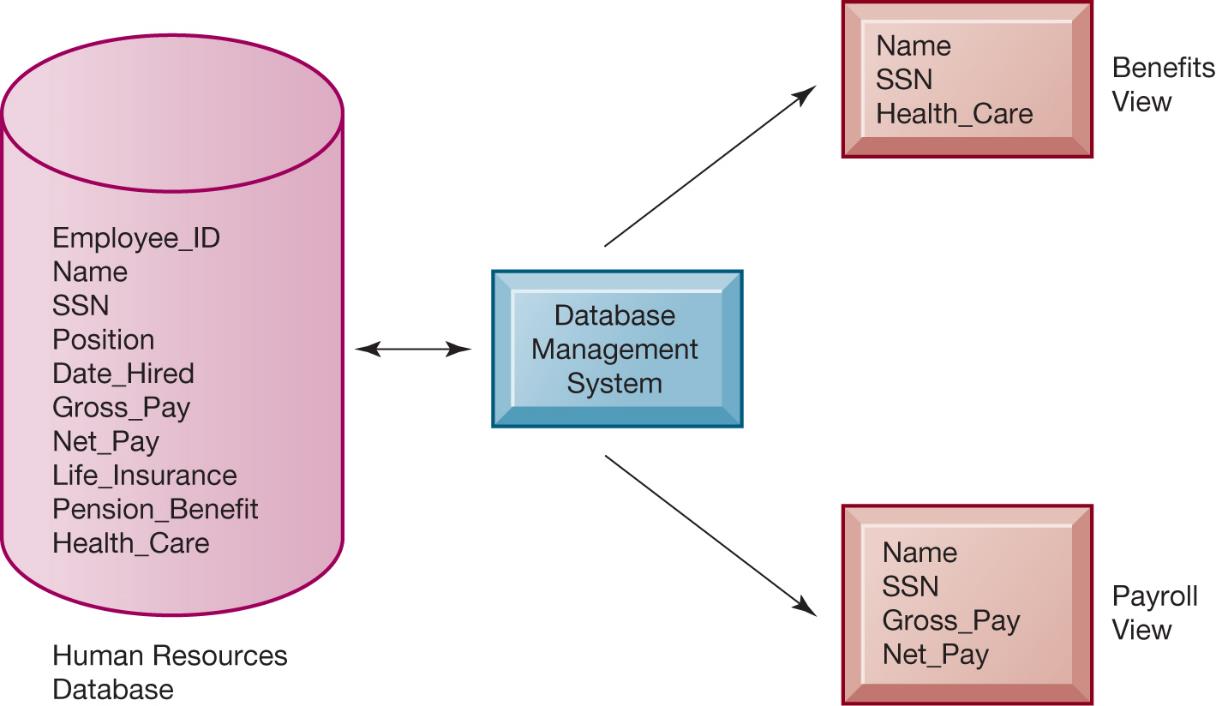 Employee_ID
Name
SSN
Position
Date_Hired
Gross_Pay
Net_Pay
Life_Insurance
Pension_Benefit
Health_Care
Human Resources
Database
Database
Management
System
Name
SSN
Health_Care
Benefits
View
Name
SSN
Gross_Pay
Net_Pay
Payroll
View